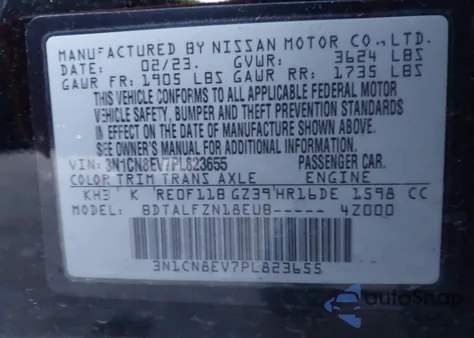 MANUFACTURED BY NISSAN MOTOR CO., LTD.
DATE: 02/23. GVWR: 3624 LBS
GAWR FR: 1905 LBS GAWR RR: 1735 LBS
THIS VEHICLE CONFORMS TO ALL APPLICABLE FEDERAL MOTOR
VEHICLE SAFETY, BUMPER AND THEFT PREVENTION STANDARDS
IN EFFECT ON THE DATE OF MANUFACTURE SHOWN ABOVE.
SEE OWNER'S MANUAL FOR ADDITIONAL INFORMATION.
VIN: 3N1CN8EV7PL823655 PASSENGER CAR.
COLOR TRIM TRANS AXLE ENGINE
KH3 K RE0F11B GZ39 HR16DE 1598 CC
MODEL: BDTALFZN18EUB----- 4Z000
3N1CN8EV7PL823655
autoSnap